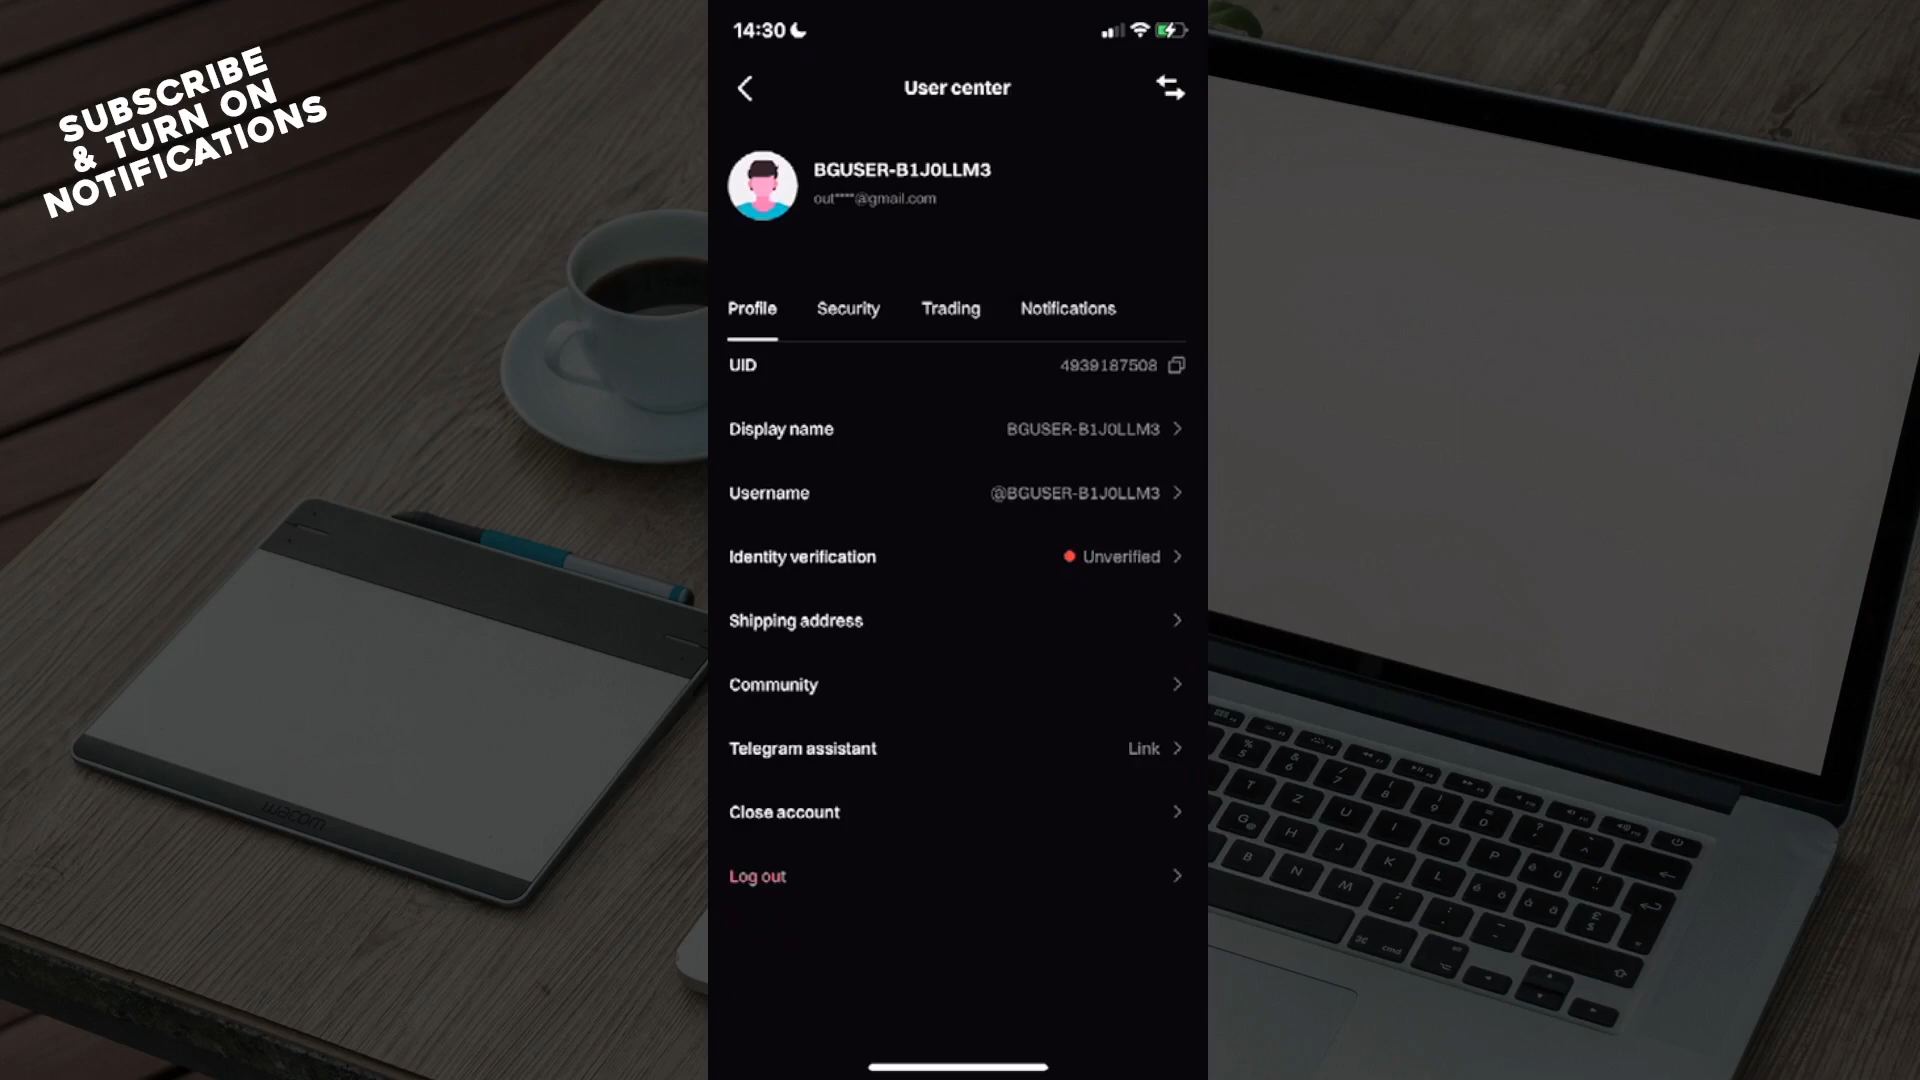 SUBSCRIBE
& TURN ON
NOTIFICATIONS
14:30
User center
BGUSER-B1J0LLM3
out****@gmail.com
Profile Security Trading Notifications
UID 4939187508
Display name BGUSER-B1J0LLM3
Username @BGUSER-B1J0LLM3
Identity verification Unverified
Shipping address
Community
Telegram assistant Link
Close account
Log out
wacom